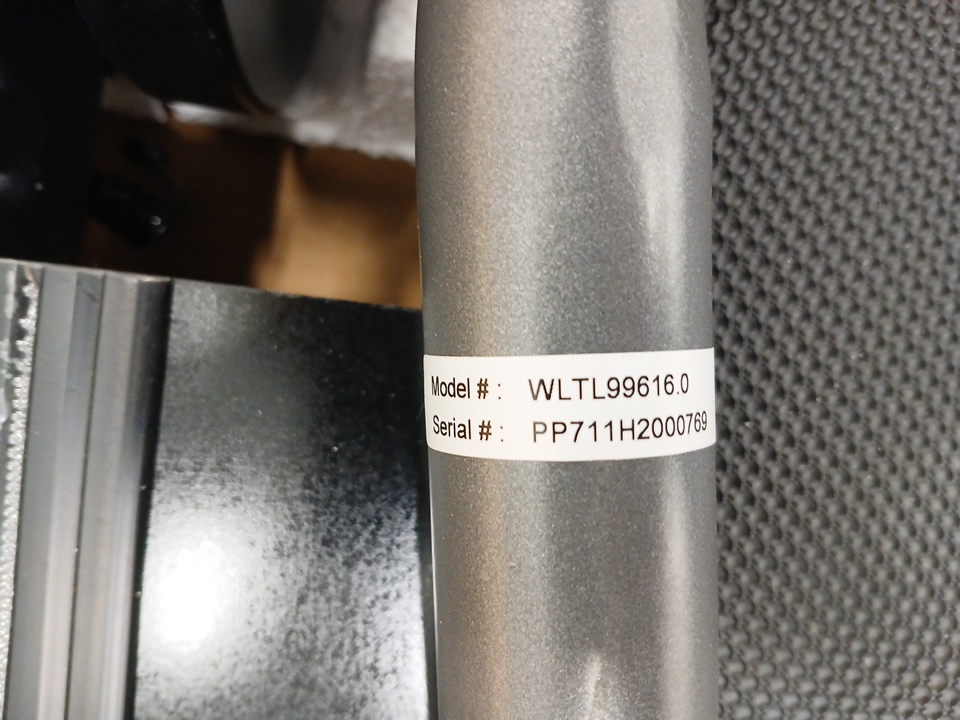 Model # : WLTL99616.0
Serial # : PP711H2000769